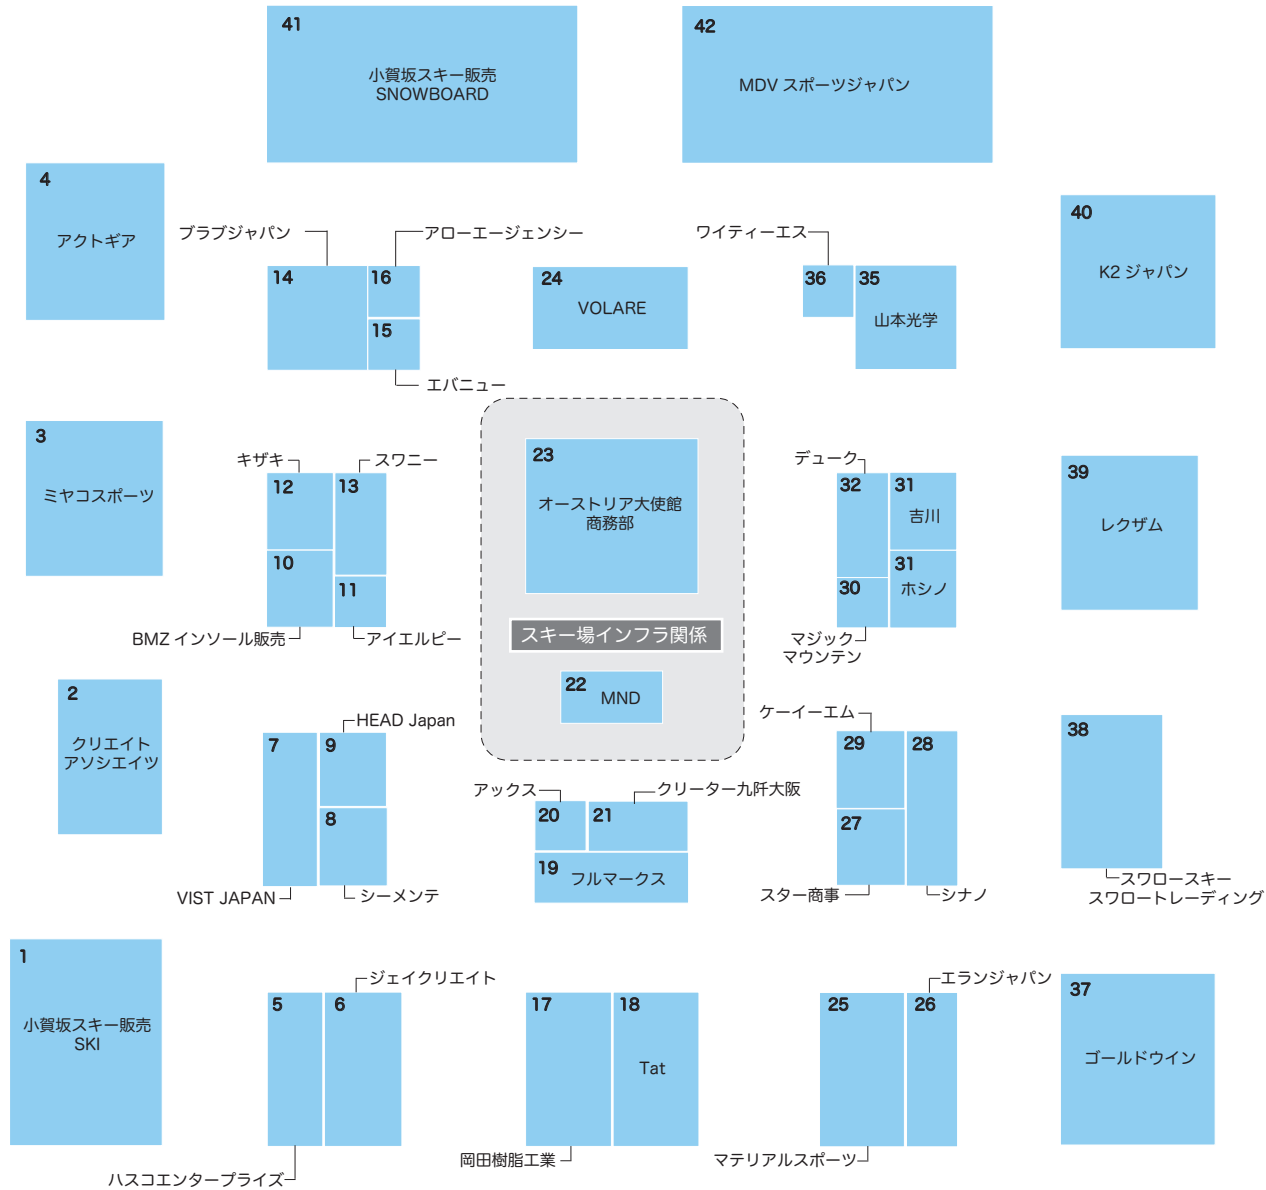 41
小賀坂スキー販売
SNOWBOARD
42
MDV スポーツジャパン
4
アクトギア
ブラブジャパン
アローエージェンシー
14
16
15
エバニュー
24
VOLARE
ワイティーエス
36
35
山本光学
40
K2 ジャパン
3
ミヤコスポーツ
キザキ
スワニー
12
13
10
11
BMZ インソール販売
アイエルピー
23
オーストリア大使館
商務部
スキー場インフラ関係
22
MND
デューク
32
31
吉川
31
ホシノ
30
マジック
マウンテン
39
レクザム
2
クリエイト
アソシエイツ
HEAD Japan
7
9
8
VIST JAPAN
シーメンテ
アックス
クリーター九阡大阪
20
21
19
フルマークス
ケーイーエム
29
28
27
スター商事
シナノ
38
スワロースキー
スワロートレーディング
1
小賀坂スキー販売
SKI
ジェイクリエイト
5
6
ハスコエンタープライズ
17
18
Tat
岡田樹脂工業
エランジャパン
25
26
マテリアルスポーツ
37
ゴールドウイン